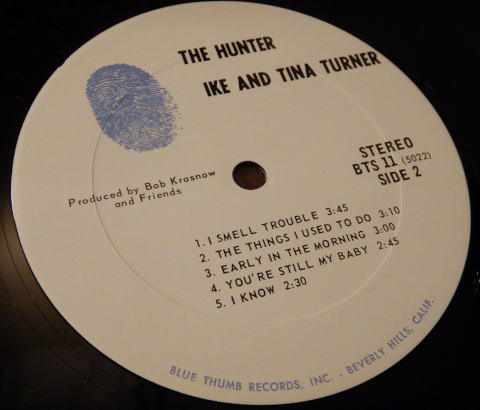 THE HUNTER
IKE AND TINA TURNER
STEREO
BTS 11 (5022)
SIDE 2
Produced by Bob Krasnow
and Friends
1. I SMELL TROUBLE 3:45
2. THE THINGS I USED TO DO 3:10
3. EARLY IN THE MORNING 3:00
4. YOU'RE STILL MY BABY 2:45
5. I KNOW 2:30
BLUE THUMB RECORDS, INC. - BEVERLY HILLS, CALIF.